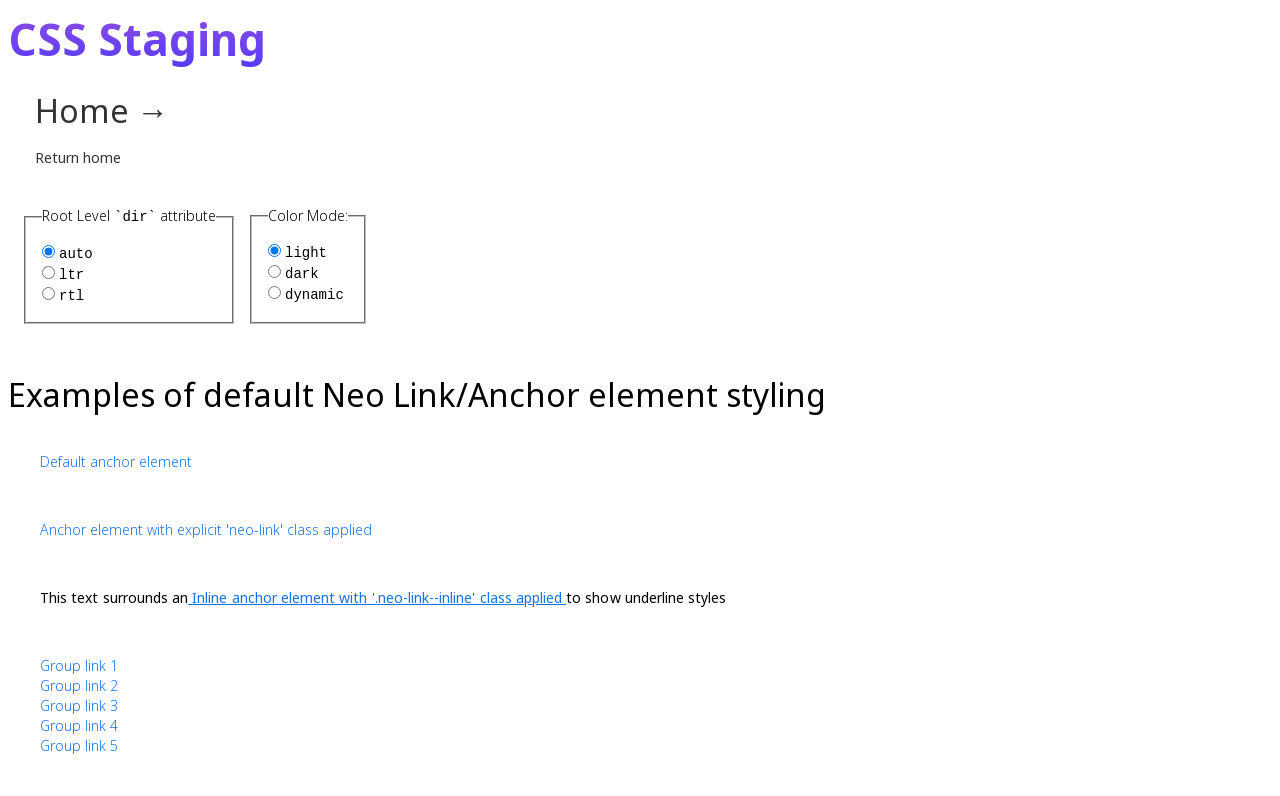 CSS Staging
Home →
Return home
Root Level `dir` attribute
auto
ltr
rtl
Color Mode:
light
dark
dynamic
Examples of default Neo Link/Anchor element styling
Default anchor element
Anchor element with explicit 'neo-link' class applied
This text surrounds an Inline anchor element with '.neo-link--inline' class applied to show underline styles
Group link 1
Group link 2
Group link 3
Group link 4
Group link 5